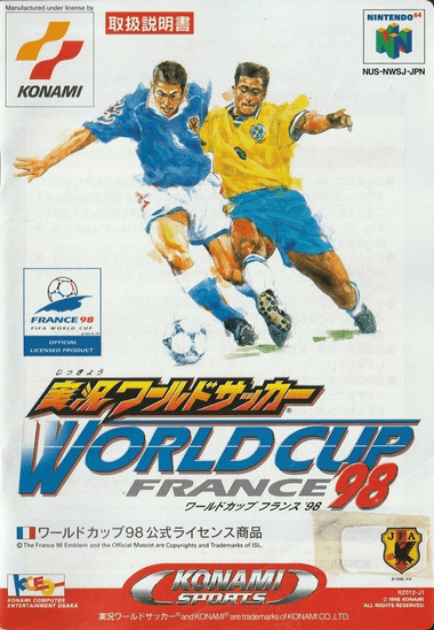 Manufactured under license by
KONAMI
取扱説明書
NINTENDO 64
NUS-NWSJ-JPN
FRANCE 98
FIFA WORLD CUP
OFFICIAL
LICENSED PRODUCT
じっきょう
実況ワールドサッカー
WORLD CUP
FRANCE '98
ワールドカップ フランス '98
ワールドカップ98公式ライセンス商品
© The France 98 Emblem and the Official Mascot are Copyrights and Trademarks of ISL.
JFA
KCEO
KONAMI COMPUTER
ENTERTAINMENT OSAKA
KONAMI
SPORTS
実況ワールドサッカー®and KONAMI® are trademarks of KONAMI CO., LTD.
RZ012-J1
© 1998 KONAMI
ALL RIGHTS RESERVED.